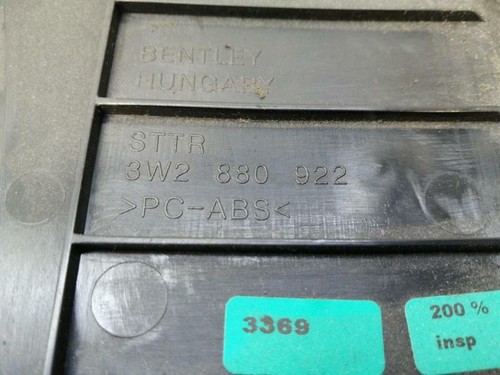 BENTLEY
HUNGARY
STTR
3W2 880 922
>PC-ABS<
3369
200 %
insp